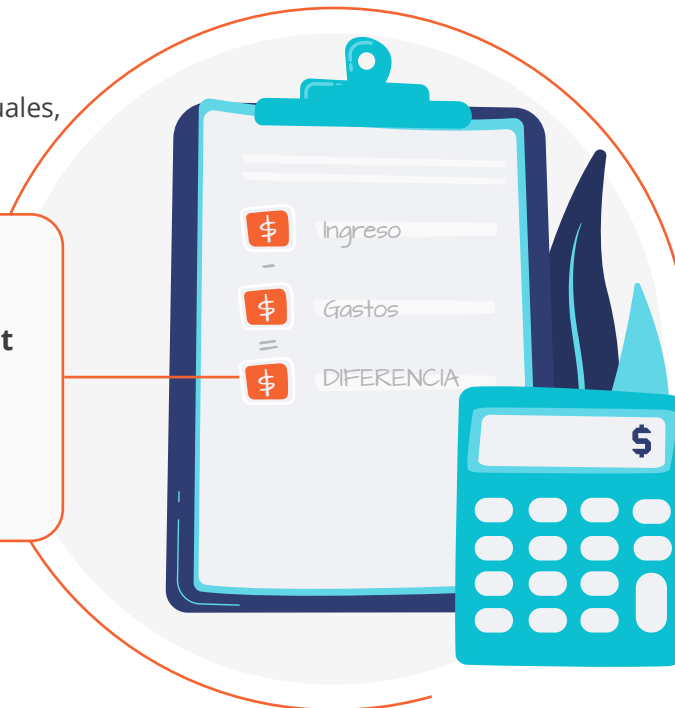 uales,
$ Ingreso
-
$ Gastos
t
=
$ DIFERENCIA
$